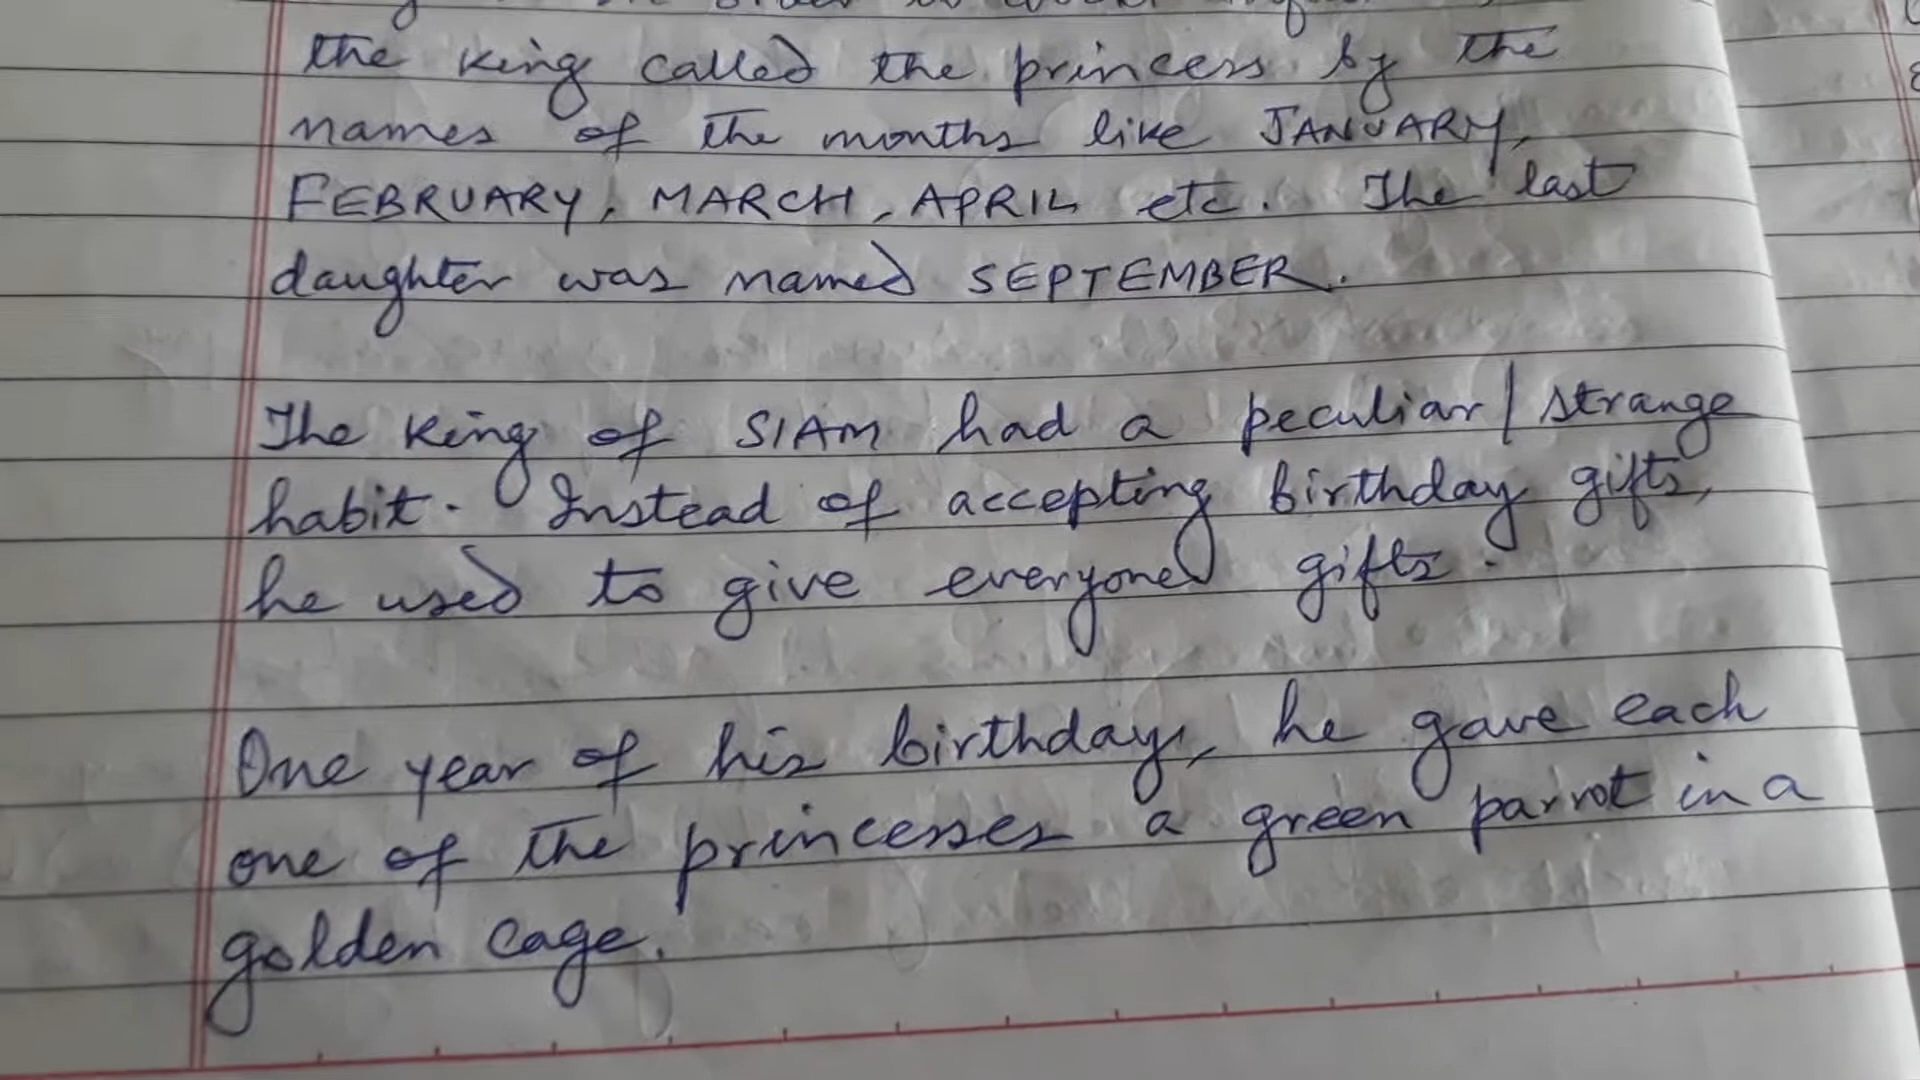 the king called the princess by the
names of the months like JANUARY,
FEBRUARY, MARCH, APRIL etc. The last
daughter was named SEPTEMBER.
The king of SIAM had a peculiar/strange
habit. Instead of accepting birthday gifts,
he used to give everyone gifts.
One year of his birthday, he gave each
one of the princesses a green parrot in a
golden cage.